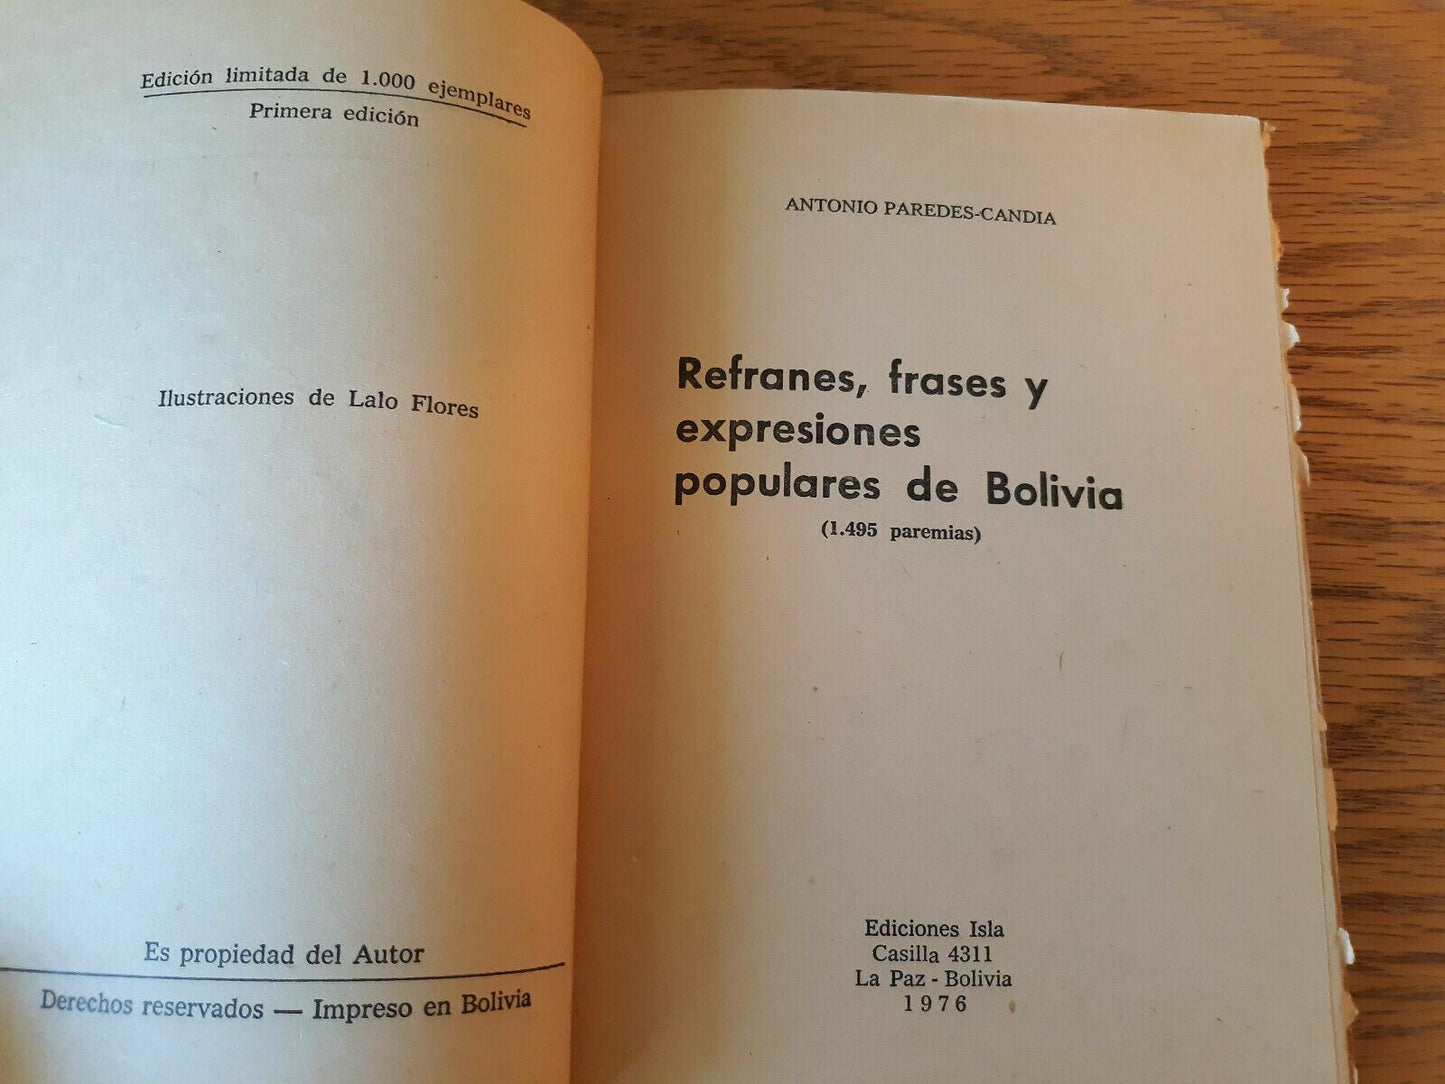 Edición limitada de 1.000 ejemplares
Primera edición
Ilustraciones de Lalo Flores
Es propiedad del Autor
Derechos reservados — Impreso en Bolivia
ANTONIO PAREDES-CANDIA
Refranes, frases y
expresiones
populares de Bolivia
(1.495 paremias)
Ediciones Isla
Casilla 4311
La Paz - Bolivia
1976